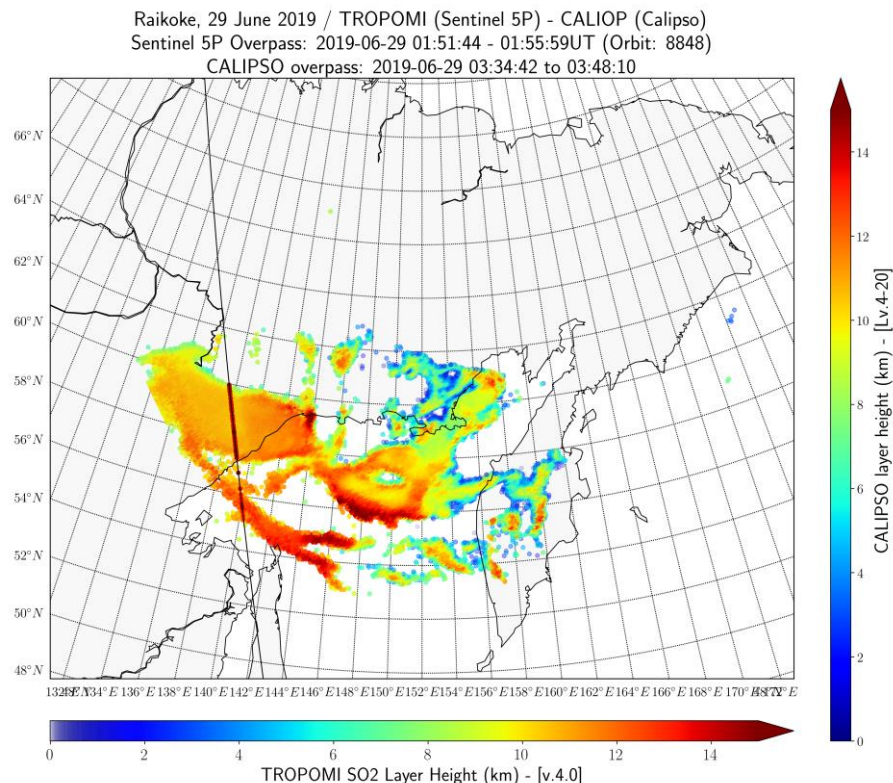 Raikoke, 29 June 2019 / TROPOMI (Sentinel 5P) - CALIOP (Calipso)
Sentinel 5P Overpass: 2019-06-29 01:51:44 - 01:55:59UT (Orbit: 8848)
CALIPSO overpass: 2019-06-29 03:34:42 to 03:48:10
66°N
64°N
62°N
60°N
58°N
56°N
54°N
52°N
50°N
48°N
134°E 136°E 138°E 140°E 142°E 144°E 146°E 148°E 150°E 152°E 154°E 156°E 158°E 160°E 162°E 164°E 166°E 168°E 170°E
14
12
10
8
6
4
2
0
CALIPSO layer height (km) - [Lv.4-20]
0 2 4 6 8 10 12 14
TROPOMI SO2 Layer Height (km) - [v.4.0]